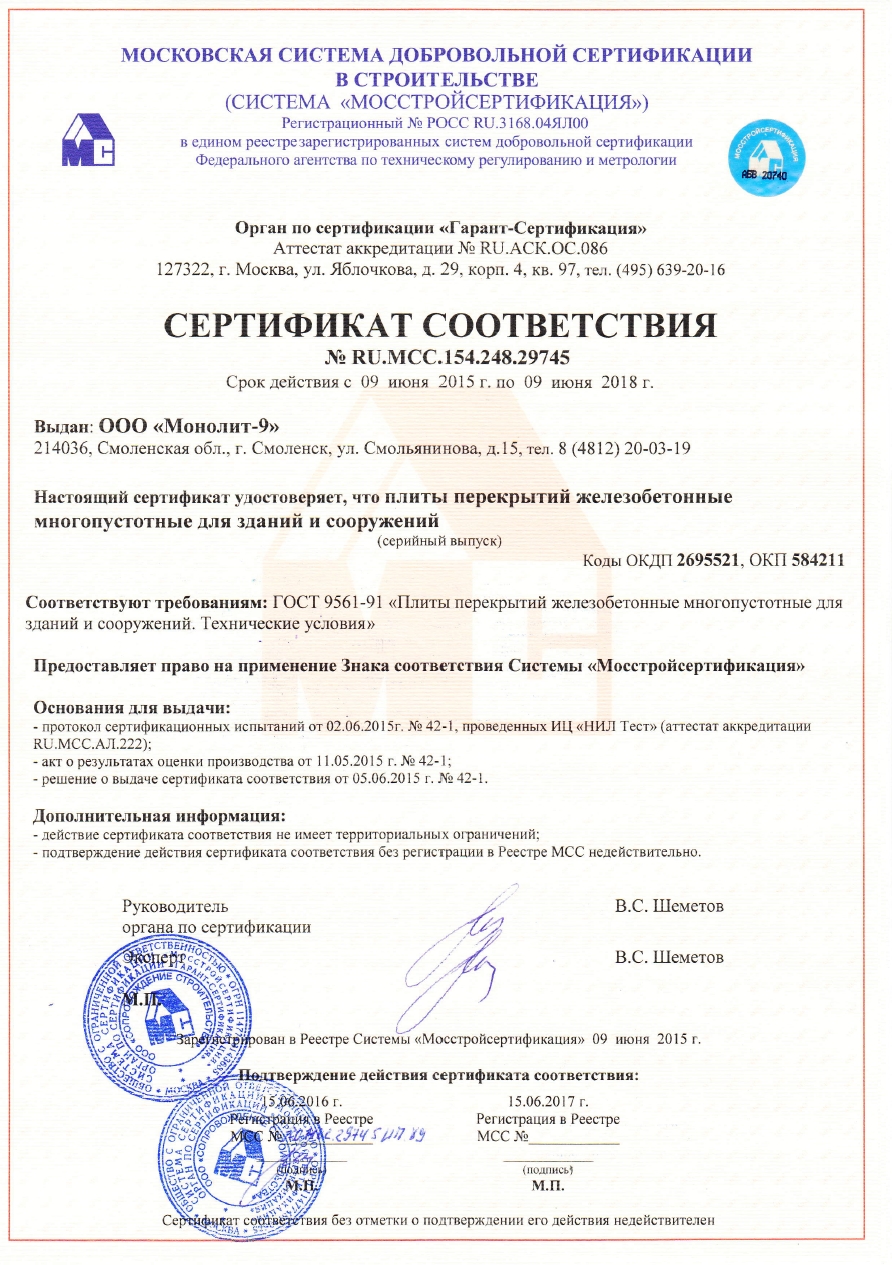 МОСКОВСКАЯ СИСТЕМА ДОБРОВОЛЬНОЙ СЕРТИФИКАЦИИ
В СТРОИТЕЛЬСТВЕ
(СИСТЕМА «МОССТРОЙСЕРТИФИКАЦИЯ»)
Регистрационный № РОСС RU.3168.04ЯЛ00
в едином реестре зарегистрированных систем добровольной сертификации
Федерального агентства по техническому регулированию и метрологии
МС
МОССТРОЙСЕРТИФИКАЦИЯ
АБВ 20740
Орган по сертификации «Гарант-Сертификация»
Аттестат аккредитации № RU.АСК.ОС.086
127322, г. Москва, ул. Яблочкова, д. 29, корп. 4, кв. 97, тел. (495) 639-20-16
СЕРТИФИКАТ СООТВЕТСТВИЯ
№ RU.МСС.154.248.29745
Срок действия с 09 июня 2015 г. по 09 июня 2018 г.
Выдан: ООО «Монолит-9»
214036, Смоленская обл., г. Смоленск, ул. Смольянинова, д.15, тел. 8 (4812) 20-03-19
Настоящий сертификат удостоверяет, что плиты перекрытий железобетонные
многопустотные для зданий и сооружений
(серийный выпуск)
Коды ОКДП 2695521, ОКП 584211
Соответствуют требованиям: ГОСТ 9561-91 «Плиты перекрытий железобетонные многопустотные для
зданий и сооружений. Технические условия»
Предоставляет право на применение Знака соответствия Системы «Мосстройсертификация»
Основания для выдачи:
- протокол сертификационных испытаний от 02.06.2015г. № 42-1, проведенных ИЦ «НИЛ Тест» (аттестат аккредитации
RU.МСС.АЛ.222);
- акт о результатах оценки производства от 11.05.2015 г. № 42-1;
- решение о выдаче сертификата соответствия от 05.06.2015 г. № 42-1.
Дополнительная информация:
- действие сертификата соответствия не имеет территориальных ограничений;
- подтверждение действия сертификата соответствия без регистрации в Реестре МСС недействительно.
Руководитель В.С. Шеметов
органа по сертификации
Эксперт В.С. Шеметов
М.П.
Зарегистрирован в Реестре Системы «Мосстройсертификация» 09 июня 2015 г.
Подтверждение действия сертификата соответствия:
15.06.2016 г. 15.06.2017 г.
Регистрация в Реестре Регистрация в Реестре
МСС № МСС №
(подпись) (подпись)
М.П. М.П.
Сертификат соответствия без отметки о подтверждении его действия недействителен